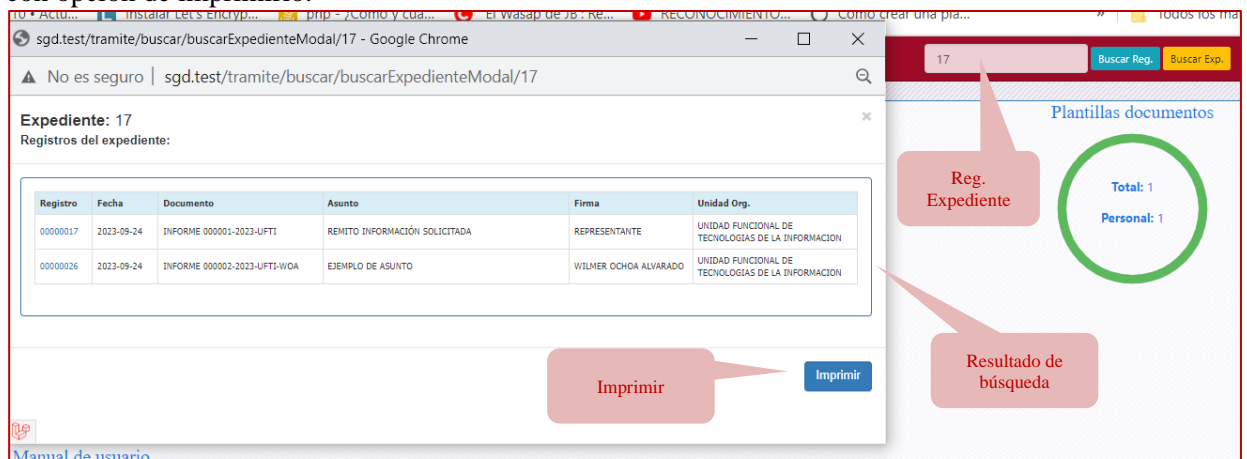 con opción de imprimirlo.
10 • Actu... Instalar Let's Encryp... php - ¿Cómo y cua... El Wasap de JB : Re... RECONOCIMIENTO... Cómo crear una pla... » Todos los ma
sgd.test/tramite/buscar/buscarExpedienteModal/17 - Google Chrome
No es seguro | sgd.test/tramite/buscar/buscarExpedienteModal/17
17 Buscar Reg. Buscar Exp.
Expediente: 17 ×
Registros del expediente:
Plantillas documentos
Reg.
Expediente
Total: 1
Personal: 1
Registro Fecha Documento Asunto Firma Unidad Org.
00000017 2023-09-24 INFORME 000001-2023-UFTI REMITO INFORMACIÓN SOLICITADA REPRESENTANTE UNIDAD FUNCIONAL DE
TECNOLOGIAS DE LA INFORMACION
00000026 2023-09-24 INFORME 000002-2023-UFTI-WOA EJEMPLO DE ASUNTO WILMER OCHOA ALVARADO UNIDAD FUNCIONAL DE
TECNOLOGIAS DE LA INFORMACION
Resultado de
búsqueda
Imprimir
Imprimir
Manual de usuario